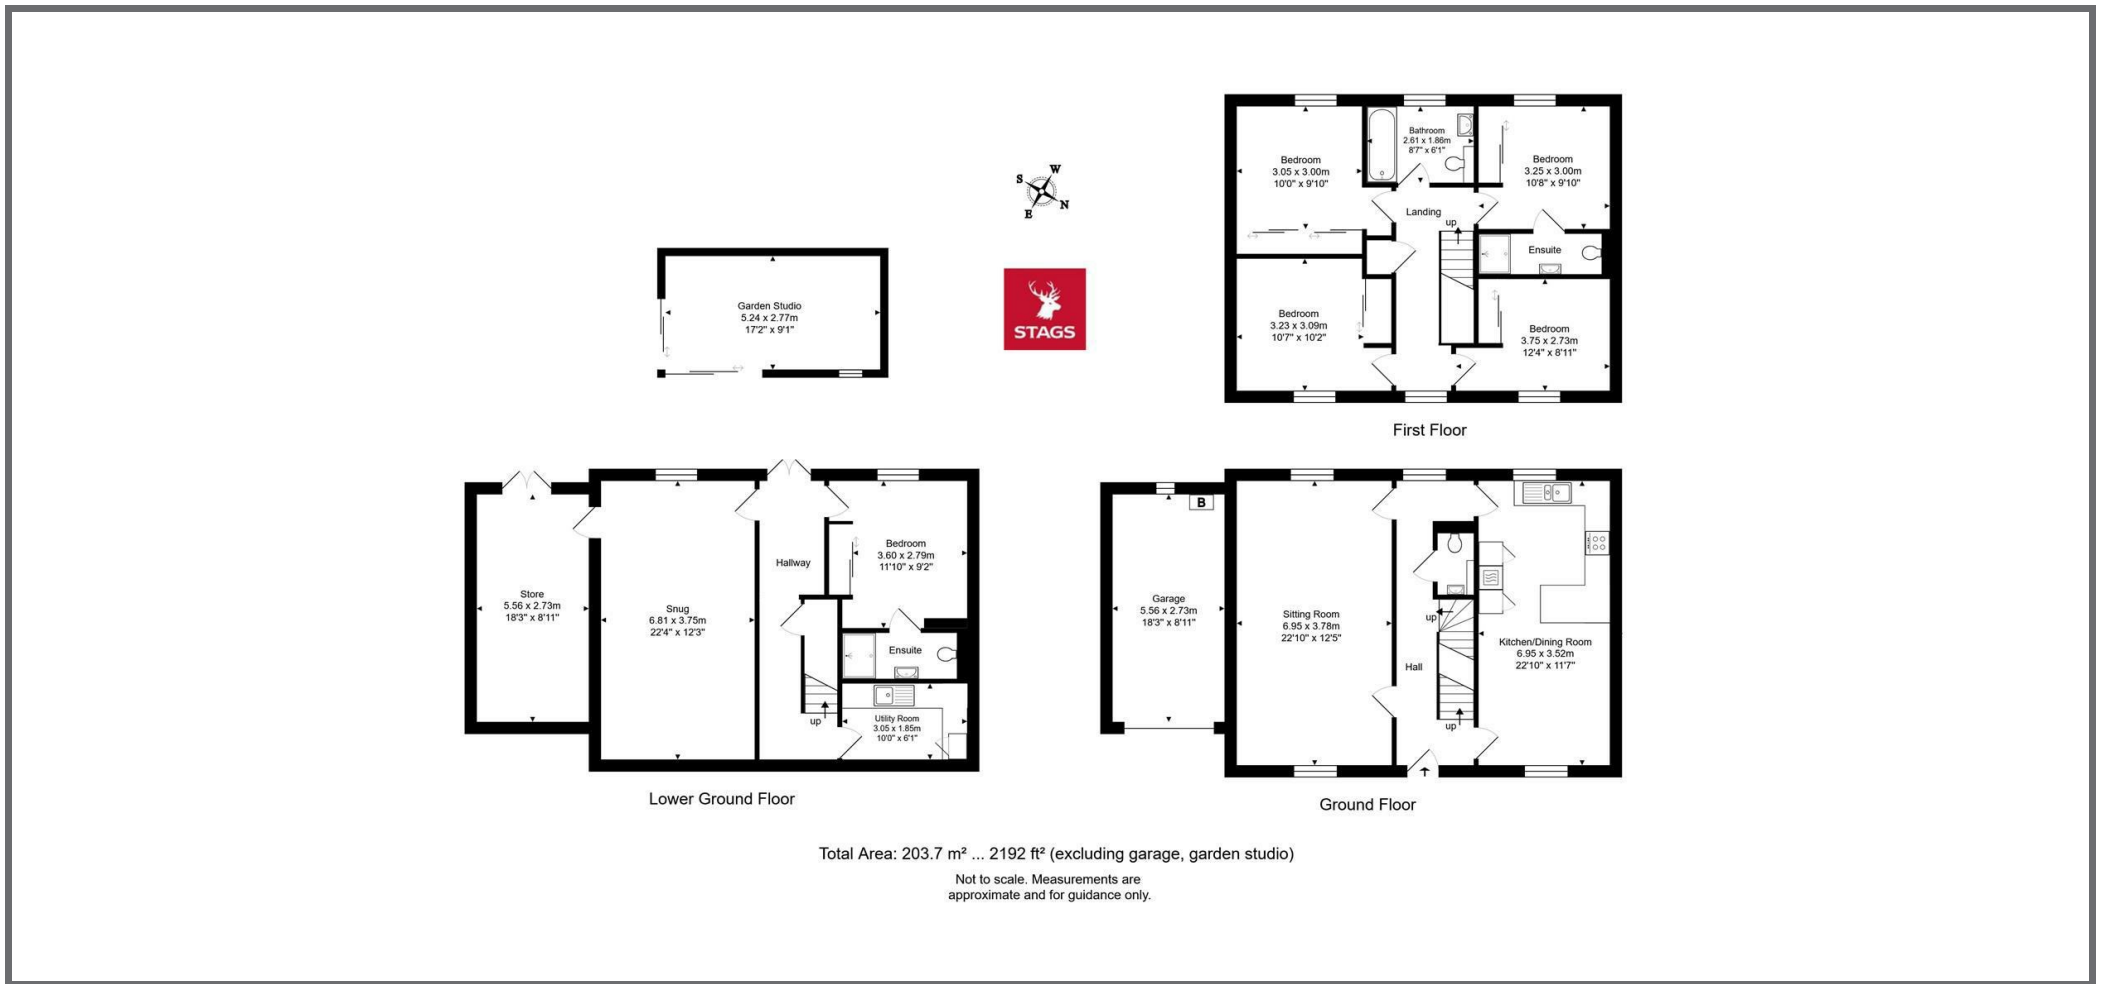 Bedroom
3.05 x 3.00m
10'0" x 9'10"
Bathroom
2.61 x 1.86m
8'7" x 6'1"
Bedroom
3.25 x 3.00m
10'8" x 9'10"
Landing
up
Ensuite
Bedroom
3.23 x 3.09m
10'7" x 10'2"
Bedroom
3.75 x 2.73m
12'4" x 8'11"
First Floor
S
W
N
E
STAGS
Garden Studio
5.24 x 2.77m
17'2" x 9'1"
Store
5.56 x 2.73m
18'3" x 8'11"
Snug
6.81 x 3.75m
22'4" x 12'3"
Hallway
Bedroom
3.60 x 2.79m
11'10" x 9'2"
Ensuite
up
Utility Room
3.05 x 1.85m
10'0" x 6'1"
Lower Ground Floor
B
Garage
5.56 x 2.73m
18'3" x 8'11"
Sitting Room
6.95 x 3.78m
22'10" x 12'5"
up
Hall
up
Kitchen/Dining Room
6.95 x 3.52m
22'10" x 11'7"
Ground Floor
Total Area: 203.7 m² ... 2192 ft² (excluding garage, garden studio)
Not to scale. Measurements are
approximate and for guidance only.